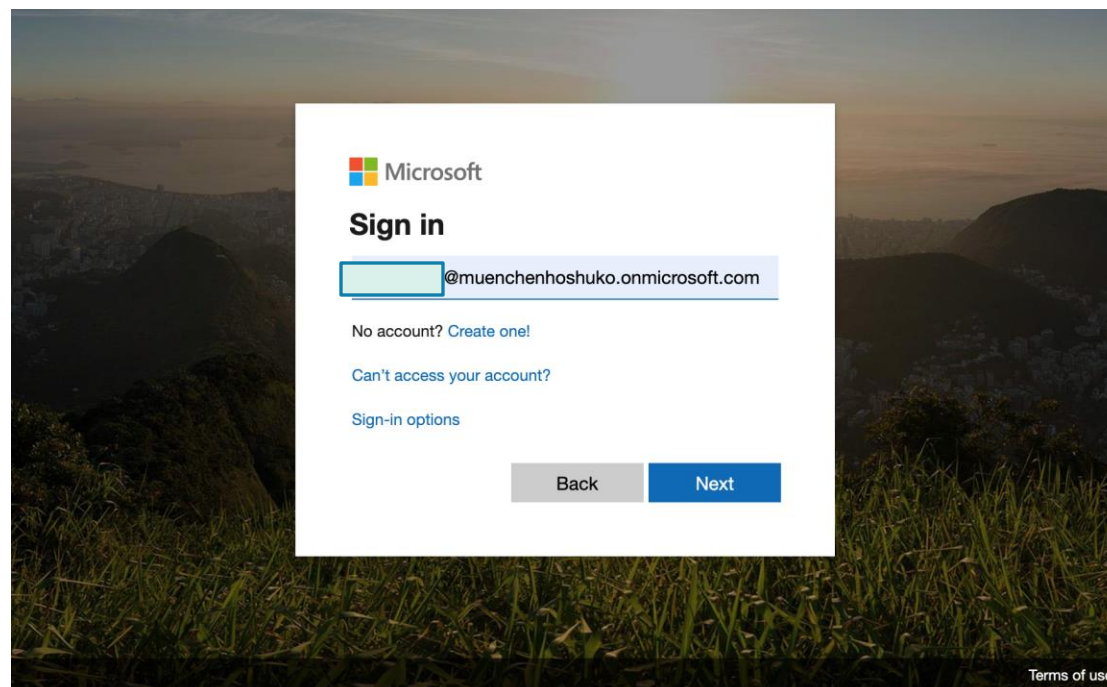 Microsoft
Sign in
@muenchenhoshuko.onmicrosoft.com
No account? Create one!
Can't access your account?
Sign-in options
Back Next
Terms of use